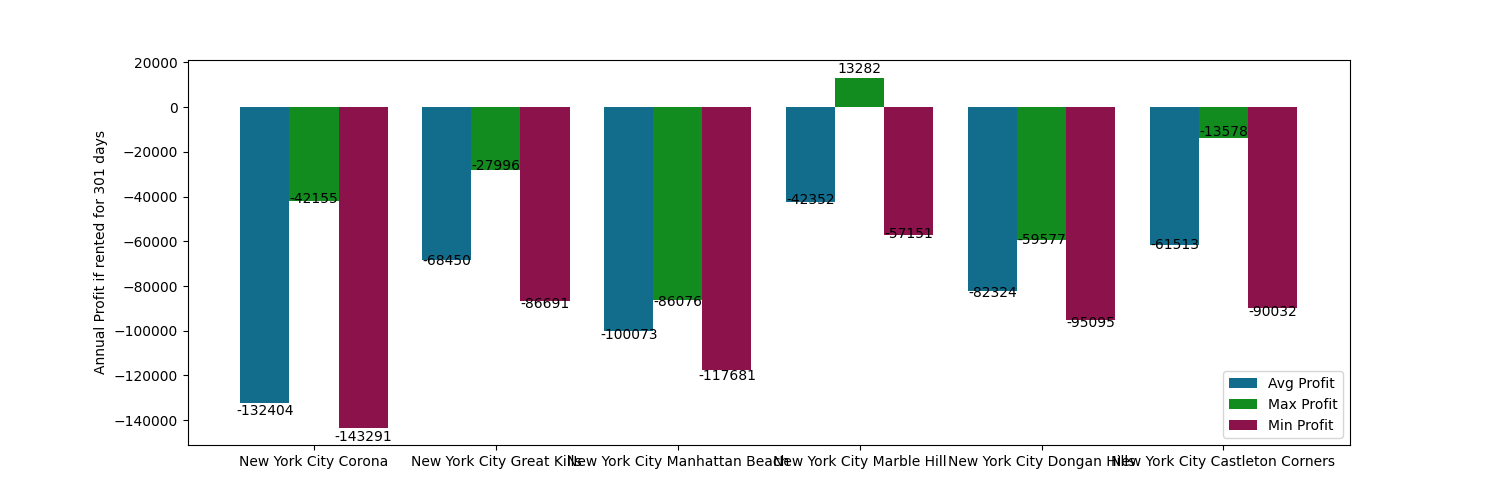 20000
0
−20000
−40000
−60000
−80000
−100000
−120000
−140000
Annual Profit if rented for 301 days
-132404
-42155
-143291
-68450
-27996
-86691
-100073
-86076
-117681
-42352
13282
-57151
-82324
-59577
-95095
-61513
-13578
-90032
Avg Profit
Max Profit
Min Profit
New York City Corona
New York City Great Kills
New York City Manhattan Beach
New York City Marble Hill
New York City Dongan Hills
New York City Castleton Corners